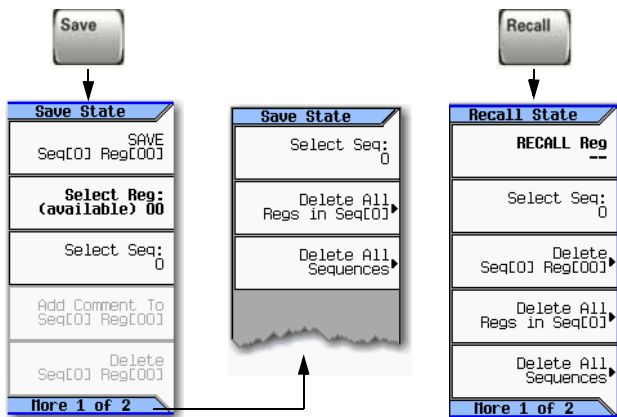 Save
Recall
Save State
SAVE
Seq[0] Reg[00]
Select Reg:
(available) 00
Select Seq:
0
Add Comment To
Seq[0] Reg[00]
Delete
Seq[0] Reg[00]
More 1 of 2
Save State
Select Seq:
0
Delete All
Regs in Seq[0]
Delete All
Sequences
Recall State
RECALL Reg
--
Select Seq:
0
Delete
Seq[0] Reg[00]
Delete All
Regs in Seq[0]
Delete All
Sequences
More 1 of 2